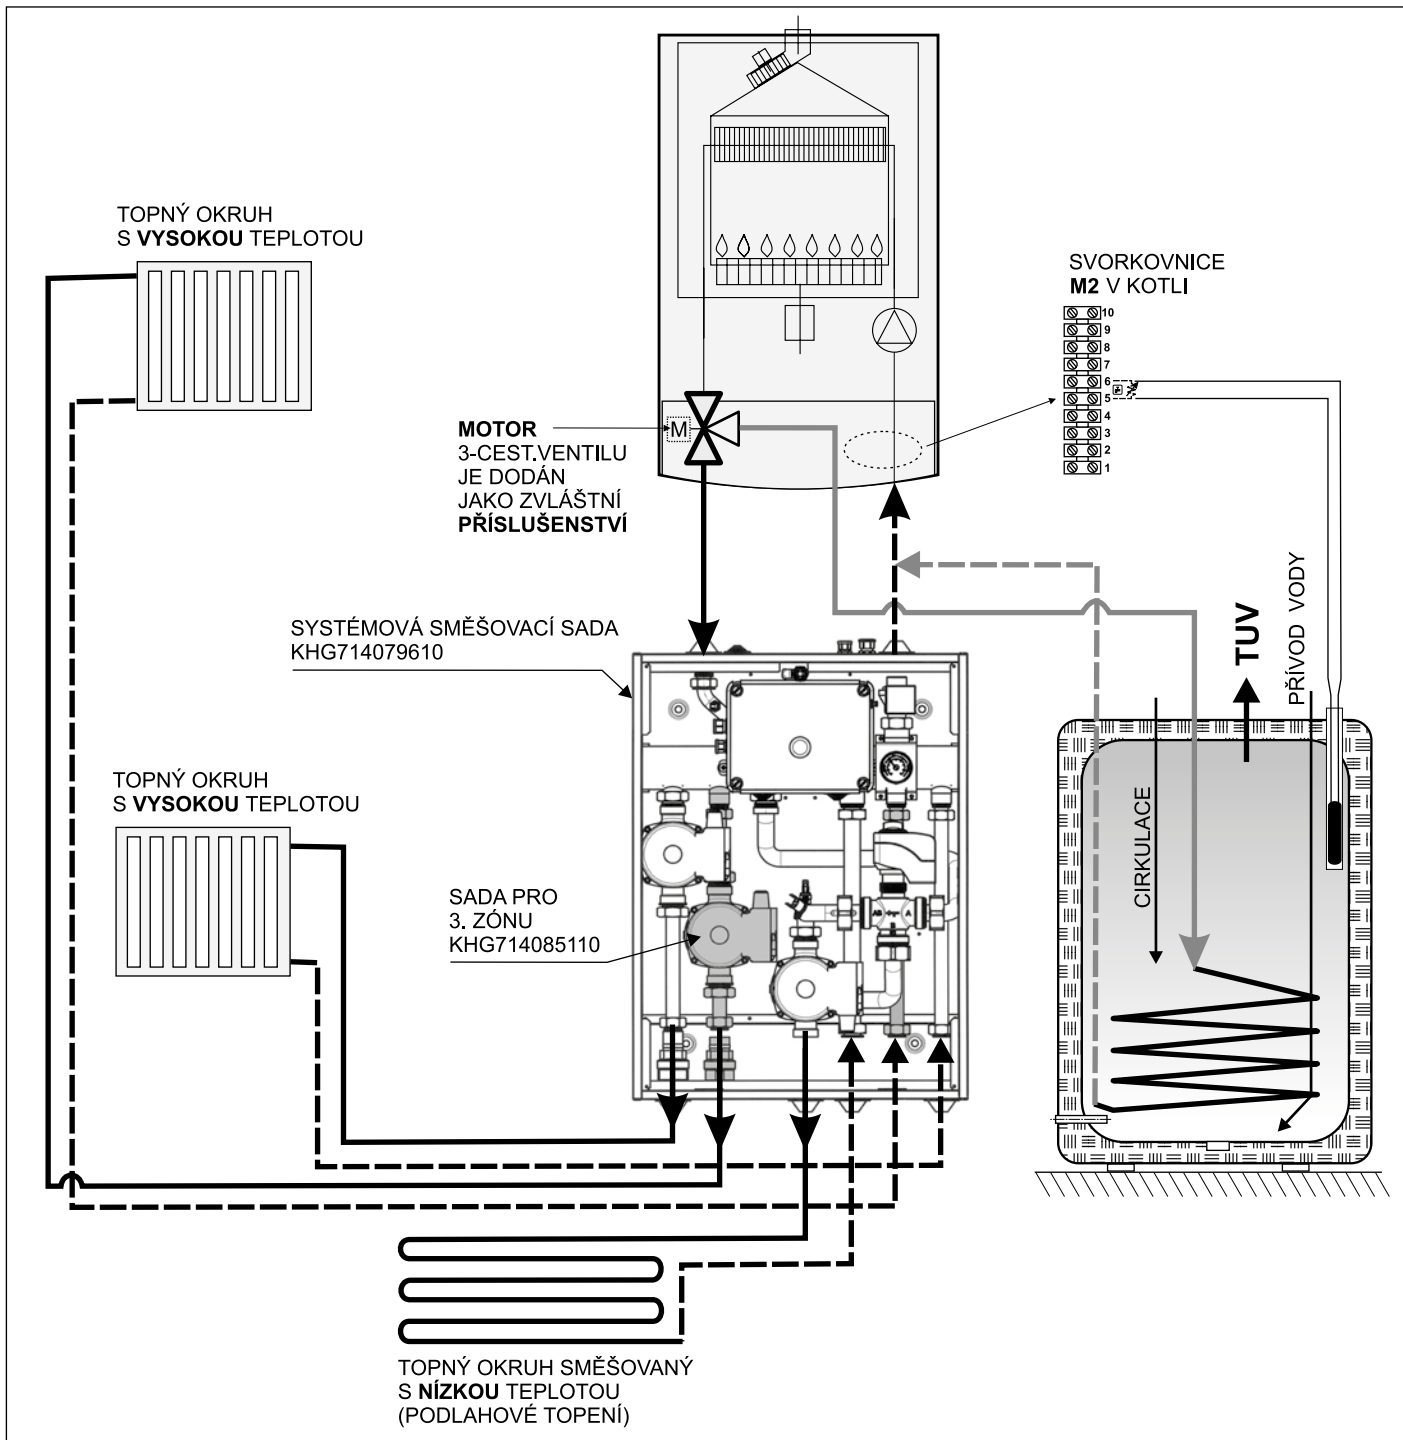 TOPNÝ OKRUH
S VYSOKOU TEPLOTOU
SVORKOVNICE
M2 V KOTLI
10
9
8
7
6
5
4
3
2
1
MOTOR
3-CEST.VENTILU
JE DODÁN
JAKO ZVLÁŠTNÍ
PŘÍSLUŠENSTVÍ
M
SYSTÉMOVÁ SMĚŠOVACÍ SADA
KHG714079610
TUV
PŘÍVOD VODY
CIRKULACE
TOPNÝ OKRUH
S VYSOKOU TEPLOTOU
SADA PRO
3. ZÓNU
KHG714085110
AB
A
B
TOPNÝ OKRUH SMĚŠOVANÝ
S NÍZKOU TEPLOTOU
(PODLAHOVÉ TOPENÍ)